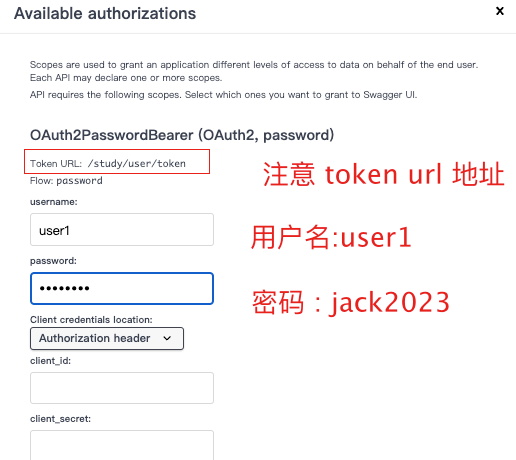 Available authorizations
x
Scopes are used to grant an application different levels of access to data on behalf of the end user.
Each API may declare one or more scopes.
API requires the following scopes. Select which ones you want to grant to Swagger UI.
OAuth2PasswordBearer (OAuth2, password)
Token URL: /study/user/token
注意 token url 地址
Flow: password
username:
user1
用户名:user1
password:
••••••••
密码：jack2023
Client credentials location:
Authorization header
client_id:
client_secret: